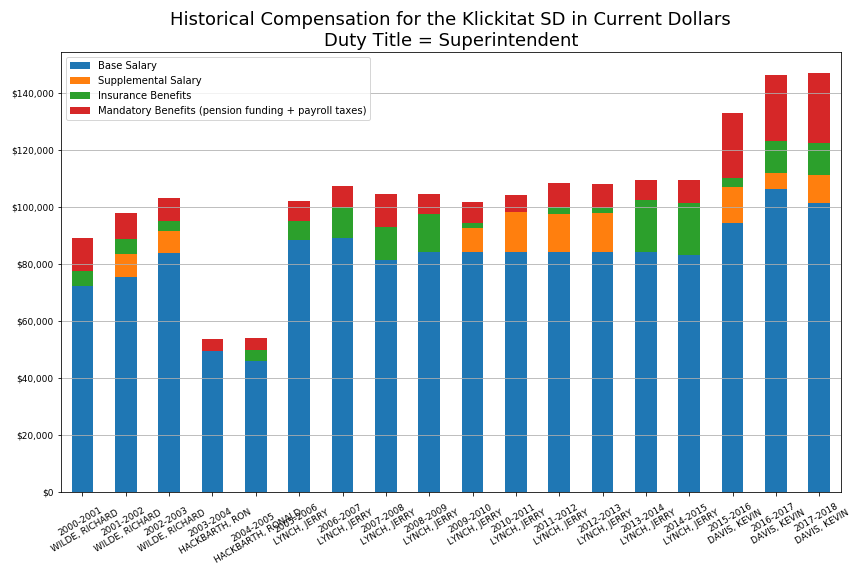 Historical Compensation for the Klickitat SD in Current Dollars
Duty Title = Superintendent
Base Salary
Supplemental Salary
Insurance Benefits
Mandatory Benefits (pension funding + payroll taxes)
$140,000
$120,000
$100,000
$80,000
$60,000
$40,000
$20,000
$0
2000-2001
WILDE, RICHARD
2001-2002
WILDE, RICHARD
2002-2003
WILDE, RICHARD
2003-2004
HACKBARTH, RON
2004-2005
HACKBARTH, RONALD
2005-2006
LYNCH, JERRY
2006-2007
LYNCH, JERRY
2007-2008
LYNCH, JERRY
2008-2009
LYNCH, JERRY
2009-2010
LYNCH, JERRY
2010-2011
LYNCH, JERRY
2011-2012
LYNCH, JERRY
2012-2013
LYNCH, JERRY
2013-2014
LYNCH, JERRY
2014-2015
LYNCH, JERRY
2015-2016
DAVIS, KEVIN
2016-2017
DAVIS, KEVIN
2017-2018
DAVIS, KEVIN